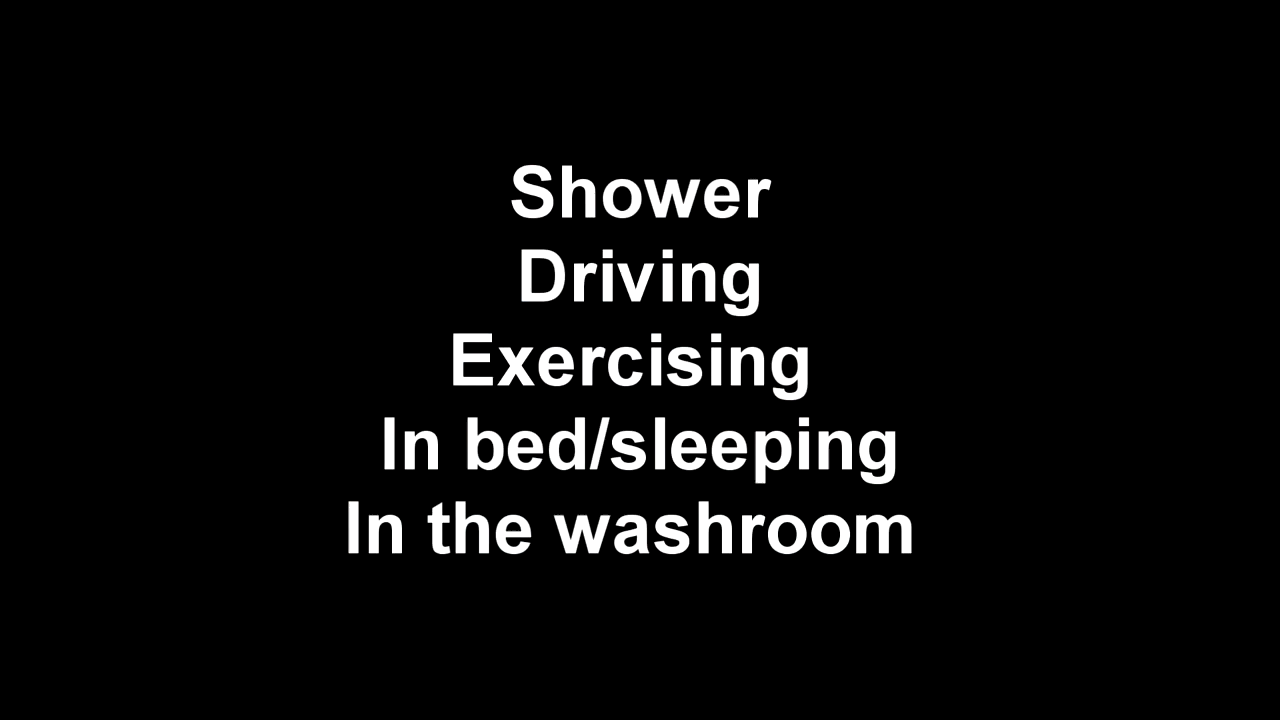 Shower
Driving
Exercising
In bed/sleeping
In the washroom